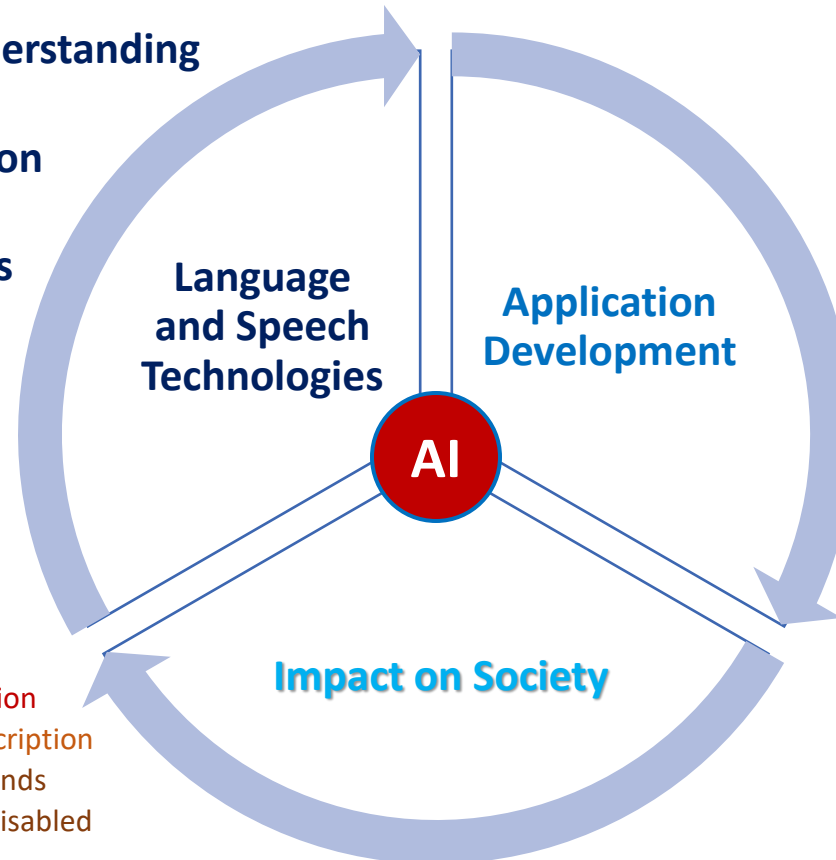 erstanding
on
s
Language
and Speech
Technologies
Application
Development
AI
Impact on Society
ion
cription
nds
isabled